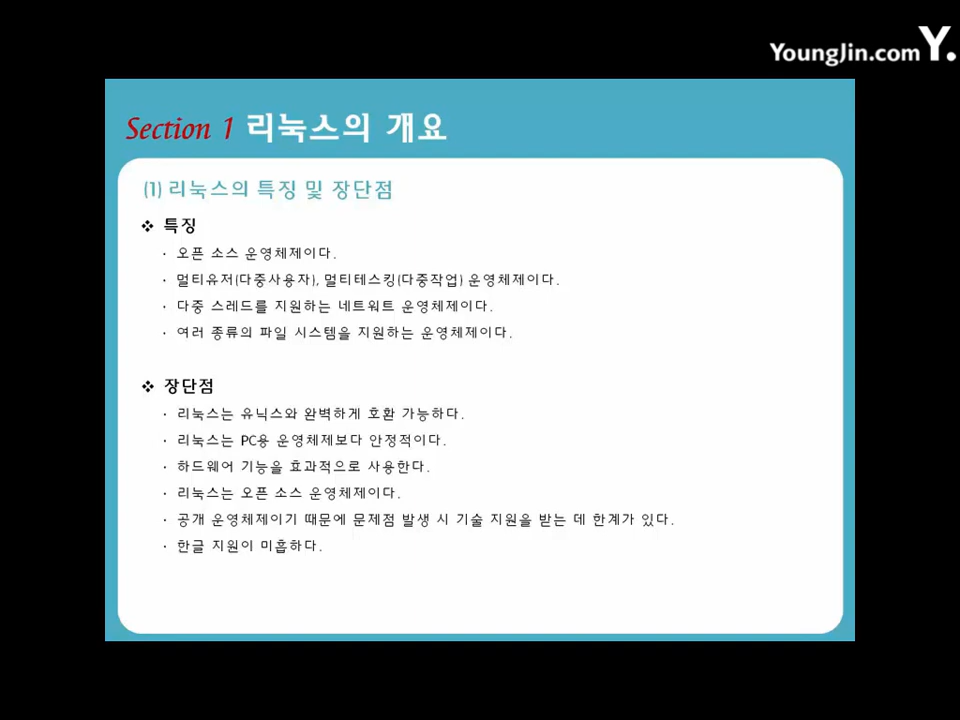 YoungJin.com Y.
Section 1 리눅스의 개요
(1) 리눅스의 특징 및 장단점
❖ 특징
· 오픈 소스 운영체제이다.
· 멀티유저(다중사용자), 멀티테스킹(다중작업) 운영체제이다.
· 다중 스레드를 지원하는 네트워트 운영체제이다.
· 여러 종류의 파일 시스템을 지원하는 운영체제이다.
❖ 장단점
· 리눅스는 유닉스와 완벽하게 호환 가능하다.
· 리눅스는 PC용 운영체제보다 안정적이다.
· 하드웨어 기능을 효과적으로 사용한다.
· 리눅스는 오픈 소스 운영체제이다.
· 공개 운영체제이기 때문에 문제점 발생 시 기술 지원을 받는 데 한계가 있다.
· 한글 지원이 미흡하다.